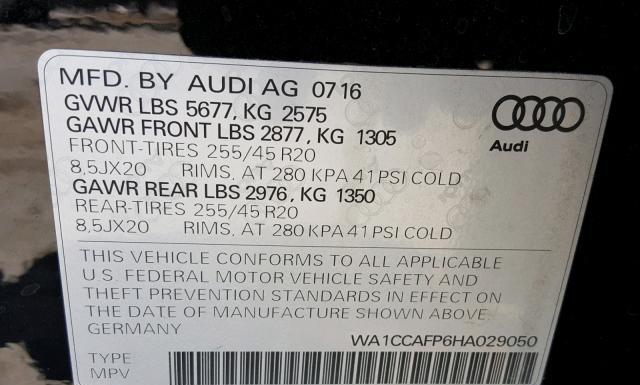 MFD. BY AUDI AG 0716
GVWR LBS 5677, KG 2575
GAWR FRONT LBS 2877, KG 1305
FRONT-TIRES 255/45 R20
8,5JX20 RIMS, AT 280 KPA 41 PSI COLD
GAWR REAR LBS 2976, KG 1350
REAR-TIRES 255/45 R20
8,5JX20 RIMS, AT 280 KPA 41 PSI COLD
Audi
THIS VEHICLE CONFORMS TO ALL APPLICABLE
U.S. FEDERAL MOTOR VEHICLE SAFETY AND
THEFT PREVENTION STANDARDS IN EFFECT ON
THE DATE OF MANUFACTURE SHOWN ABOVE.
GERMANY
WA1CCAFP6HA029050
TYPE
MPV